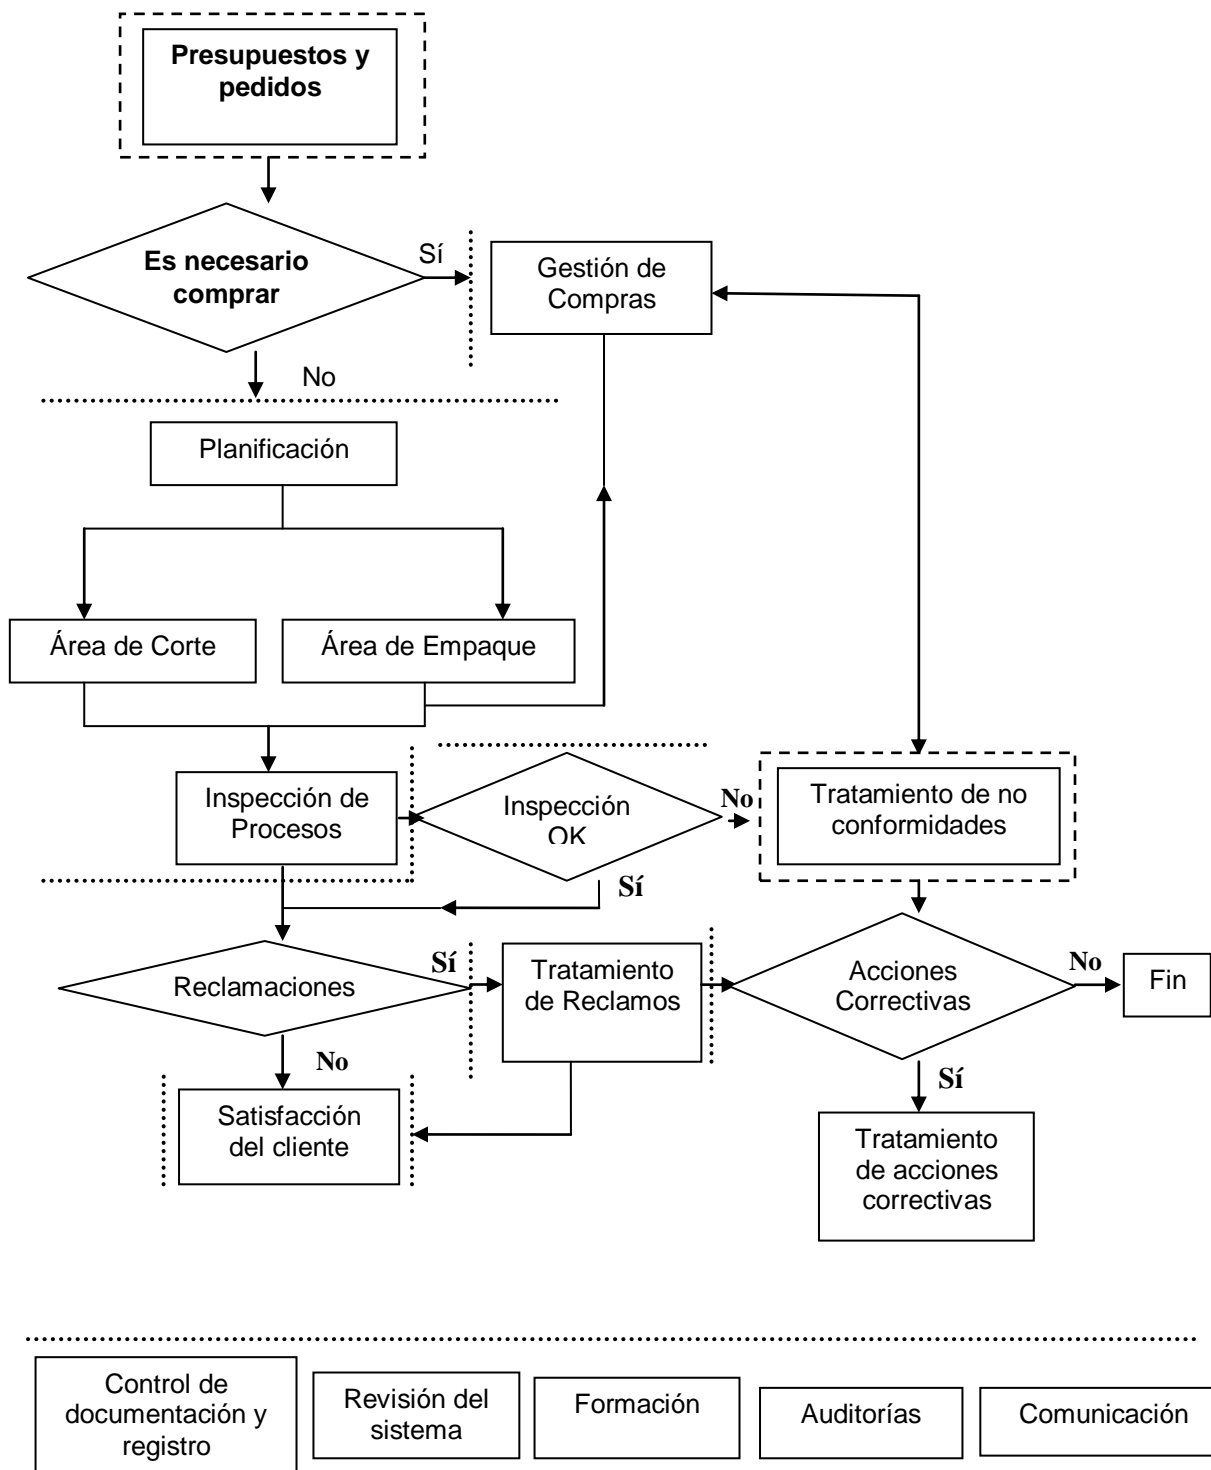 Presupuestos y
pedidos
Es necesario
comprar
Sí
Gestión de
Compras
No
Planificación
Área de Corte
Área de Empaque
Inspección de
Procesos
Inspección
OK
No
Tratamiento de no
conformidades
Sí
Reclamaciones
Sí
Tratamiento
de Reclamos
Acciones
Correctivas
No
Fin
No
Sí
Satisfacción
del cliente
Tratamiento
de acciones
correctivas
Control de
documentación y
registro
Revisión del
sistema
Formación
Auditorías
Comunicación